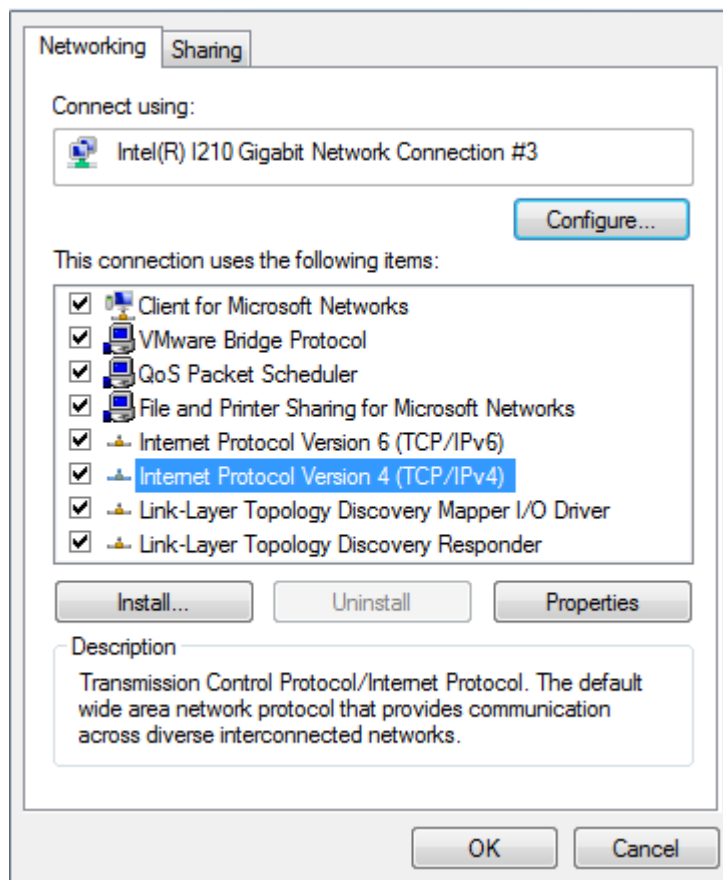 Networking
Sharing
Connect using:
Intel(R) I210 Gigabit Network Connection #3
Configure...
This connection uses the following items:
Client for Microsoft Networks
VMware Bridge Protocol
QoS Packet Scheduler
File and Printer Sharing for Microsoft Networks
Internet Protocol Version 6 (TCP/IPv6)
Internet Protocol Version 4 (TCP/IPv4)
Link-Layer Topology Discovery Mapper I/O Driver
Link-Layer Topology Discovery Responder
Install...
Uninstall
Properties
Description
Transmission Control Protocol/Internet Protocol. The default
wide area network protocol that provides communication
across diverse interconnected networks.
OK
Cancel